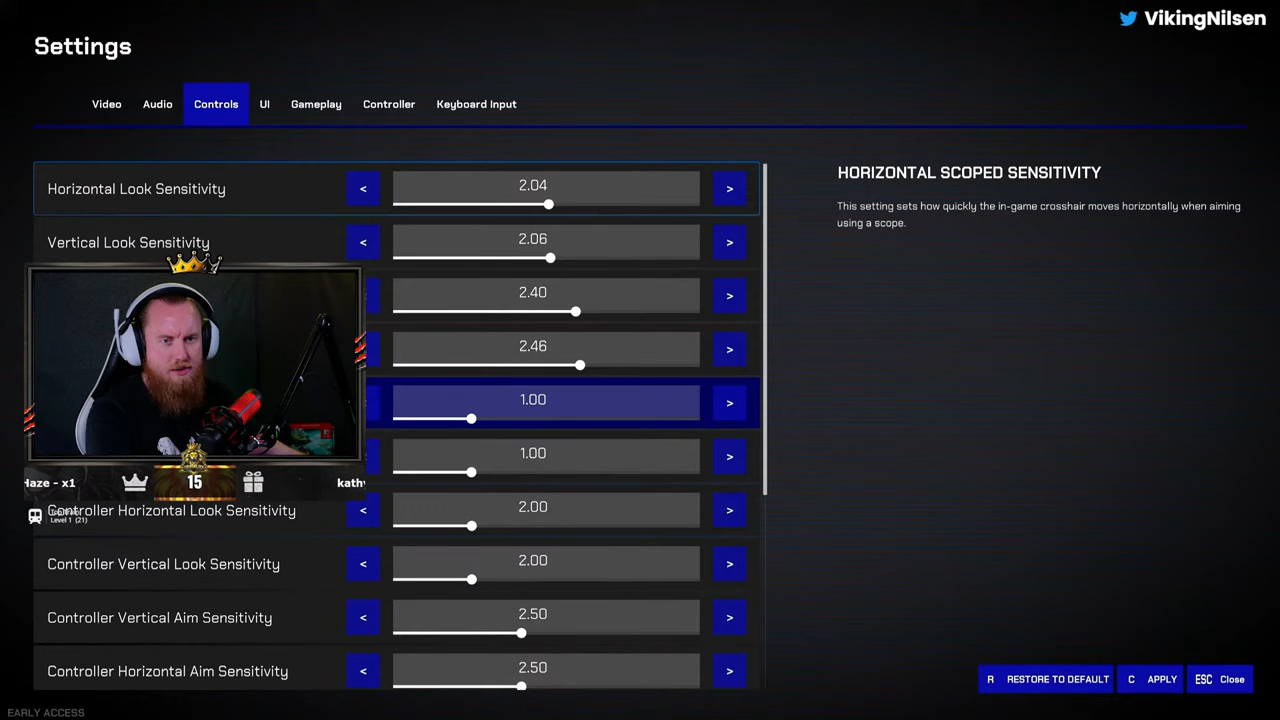 VikingNilsen
Settings
Video Audio Controls UI Gameplay Controller Keyboard Input
Horizontal Look Sensitivity < 2.04 >
HORIZONTAL SCOPED SENSITIVITY
This setting sets how quickly the in-game crosshair moves horizontally when aiming
using a scope.
Vertical Look Sensitivity < 2.06 >
2.40 >
2.46 >
1.00 >
1.00 >
Haze - x1 15 kathy
Level 1 (21)
Controller Horizontal Look Sensitivity < 2.00 >
Controller Vertical Look Sensitivity < 2.00 >
Controller Vertical Aim Sensitivity < 2.50 >
Controller Horizontal Aim Sensitivity < 2.50 >
R RESTORE TO DEFAULT C APPLY ESC Close
EARLY ACCESS